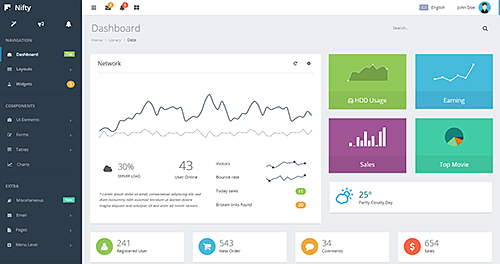 Nifty
English
John Doe
NAVIGATION
Dashboard
Layouts
Widgets
COMPONENTS
UI Elements
Forms
Tables
Charts
EXTRA
Miscellaneous
Email
Pages
Menu Level
Dashboard
Search...
Home
Library
Data
Network
30%
SERVER LOAD
43
User Online
Visitors
Bounce rate
Today sales
11
Broken links found
20
* Lorem ipsum dolor sit amet, consectetuer adipiscing elit, sed diam nonummy nibh euismod tincidunt ut laoreet dolore magna aliquam erat volutpat. Ut wisi enim ad minim veniam.
HDD Usage
Earning
Sales
Top Movie
25°
Partly Cloudy Day
241
Registered User
543
New Order
34
Comments
654
Sales